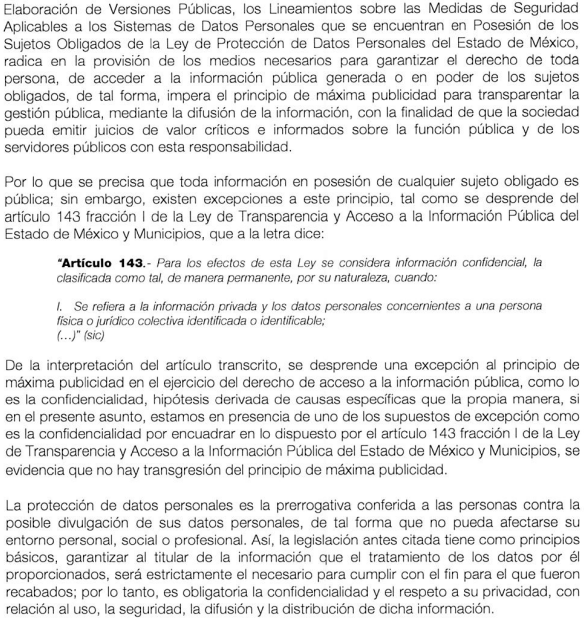 Elaboración de Versiones Públicas, los Lineamientos sobre las Medidas de Seguridad
Aplicables a los Sistemas de Datos Personales que se encuentran en Posesión de los
Sujetos Obligados de la Ley de Protección de Datos Personales del Estado de México,
radica en la provisión de los medios necesarios para garantizar el derecho de toda
persona, de acceder a la información pública generada o en poder de los sujetos
obligados, de tal forma, impera el principio de máxima publicidad para transparentar la
gestión pública, mediante la difusión de la información, con la finalidad de que la sociedad
pueda emitir juicios de valor críticos e informados sobre la función pública y de los
servidores públicos con esta responsabilidad.
Por lo que se precisa que toda información en posesión de cualquier sujeto obligado es
pública; sin embargo, existen excepciones a este principio, tal como se desprende del
artículo 143 fracción I de la Ley de Transparencia y Acceso a la Información Pública del
Estado de México y Municipios, que a la letra dice:
"Artículo 143.- Para los efectos de esta Ley se considera información confidencial, la
clasificada como tal, de manera permanente, por su naturaleza, cuando:
I. Se refiera a la información privada y los datos personales concernientes a una persona
física o jurídico colectiva identificada o identificable;
(...)" (sic)
De la interpretación del artículo transcrito, se desprende una excepción al principio de
máxima publicidad en el ejercicio del derecho de acceso a la información pública, como lo
es la confidencialidad, hipótesis derivada de causas específicas que la propia manera, si
en el presente asunto, estamos en presencia de uno de los supuestos de excepción como
es la confidencialidad por encuadrar en lo dispuesto por el artículo 143 fracción I de la Ley
de Transparencia y Acceso a la Información Pública del Estado de México y Municipios, se
evidencia que no hay transgresión del principio de máxima publicidad.
La protección de datos personales es la prerrogativa conferida a las personas contra la
posible divulgación de sus datos personales, de tal forma que no pueda afectarse su
entorno personal, social o profesional. Así, la legislación antes citada tiene como principios
básicos, garantizar al titular de la información que el tratamiento de los datos por él
proporcionados, será estrictamente el necesario para cumplir con el fin para el que fueron
recabados; por lo tanto, es obligatoria la confidencialidad y el respeto a su privacidad, con
relación al uso, la seguridad, la difusión y la distribución de dicha información.